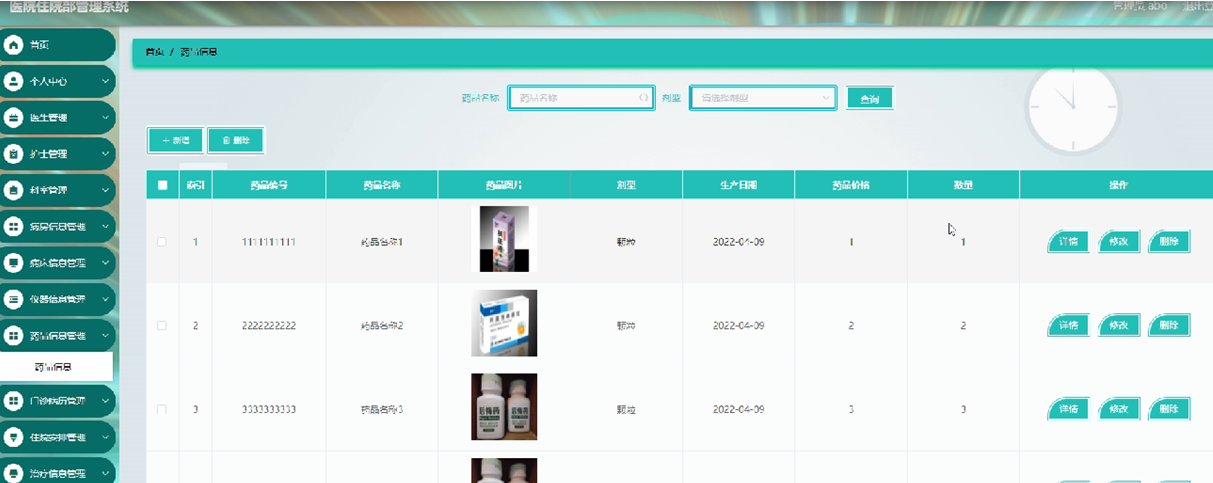 医院住院部管理系统
管理员 abo 退出登
首页
个人中心
医生管理
护士管理
科室管理
病房信息管理
病床信息管理
仪器信息管理
药品信息管理
药品信息
门诊病历管理
住院安排管理
治疗信息管理
首页 / 药品信息
药品名称 药品名称 剂型 请选择剂型 查询
+ 新增 删除
索引 药品编号 药品名称 药品图片 剂型 生产日期 药品价格 数量 操作
1 1111111111 药品名称1 颗粒 2022-04-09 1 1 详情 修改 删除
2 2222222222 药品名称2 颗粒 2022-04-09 2 2 详情 修改 删除
3 3333333333 药品名称3 后悔药 后悔药 颗粒 2022-04-09 3 3 详情 修改 删除